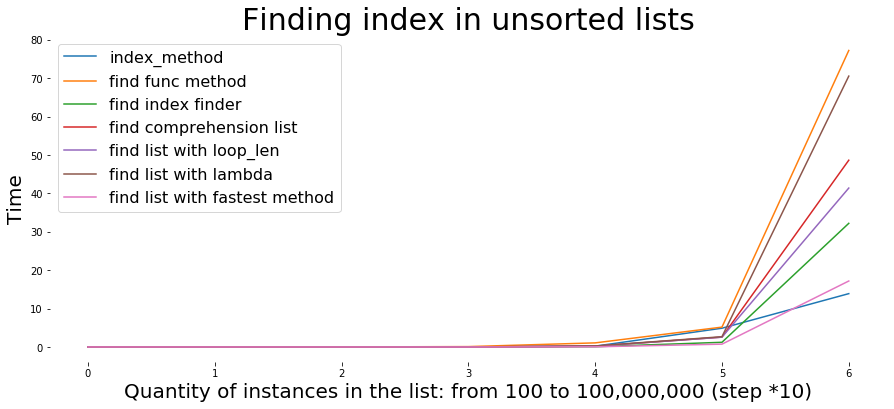 Finding index in unsorted lists
80
70
60
50
40
30
20
10
0
Time
index_method
find func method
find index finder
find comprehension list
find list with loop_len
find list with lambda
find list with fastest method
0 1 2 3 4 5 6
Quantity of instances in the list: from 100 to 100,000,000 (step *10)